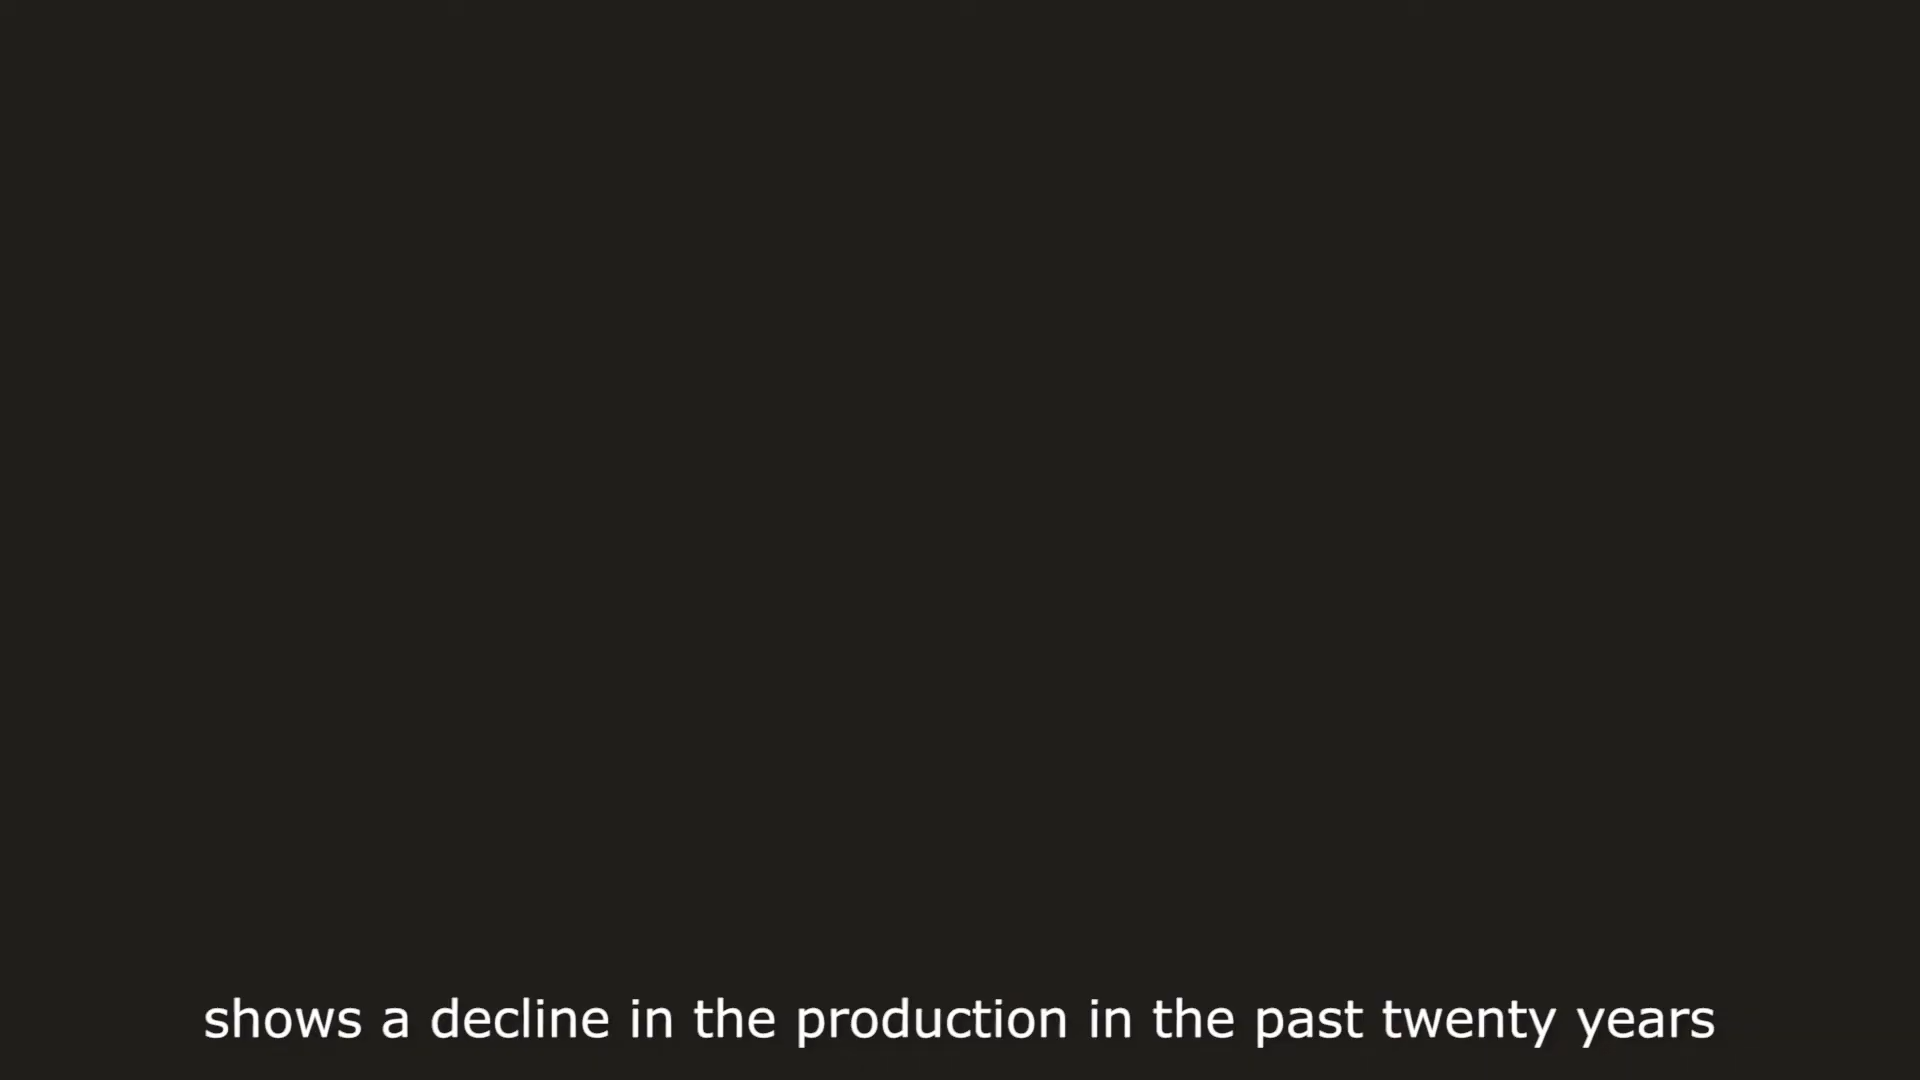 shows a decline in the production in the past twenty years